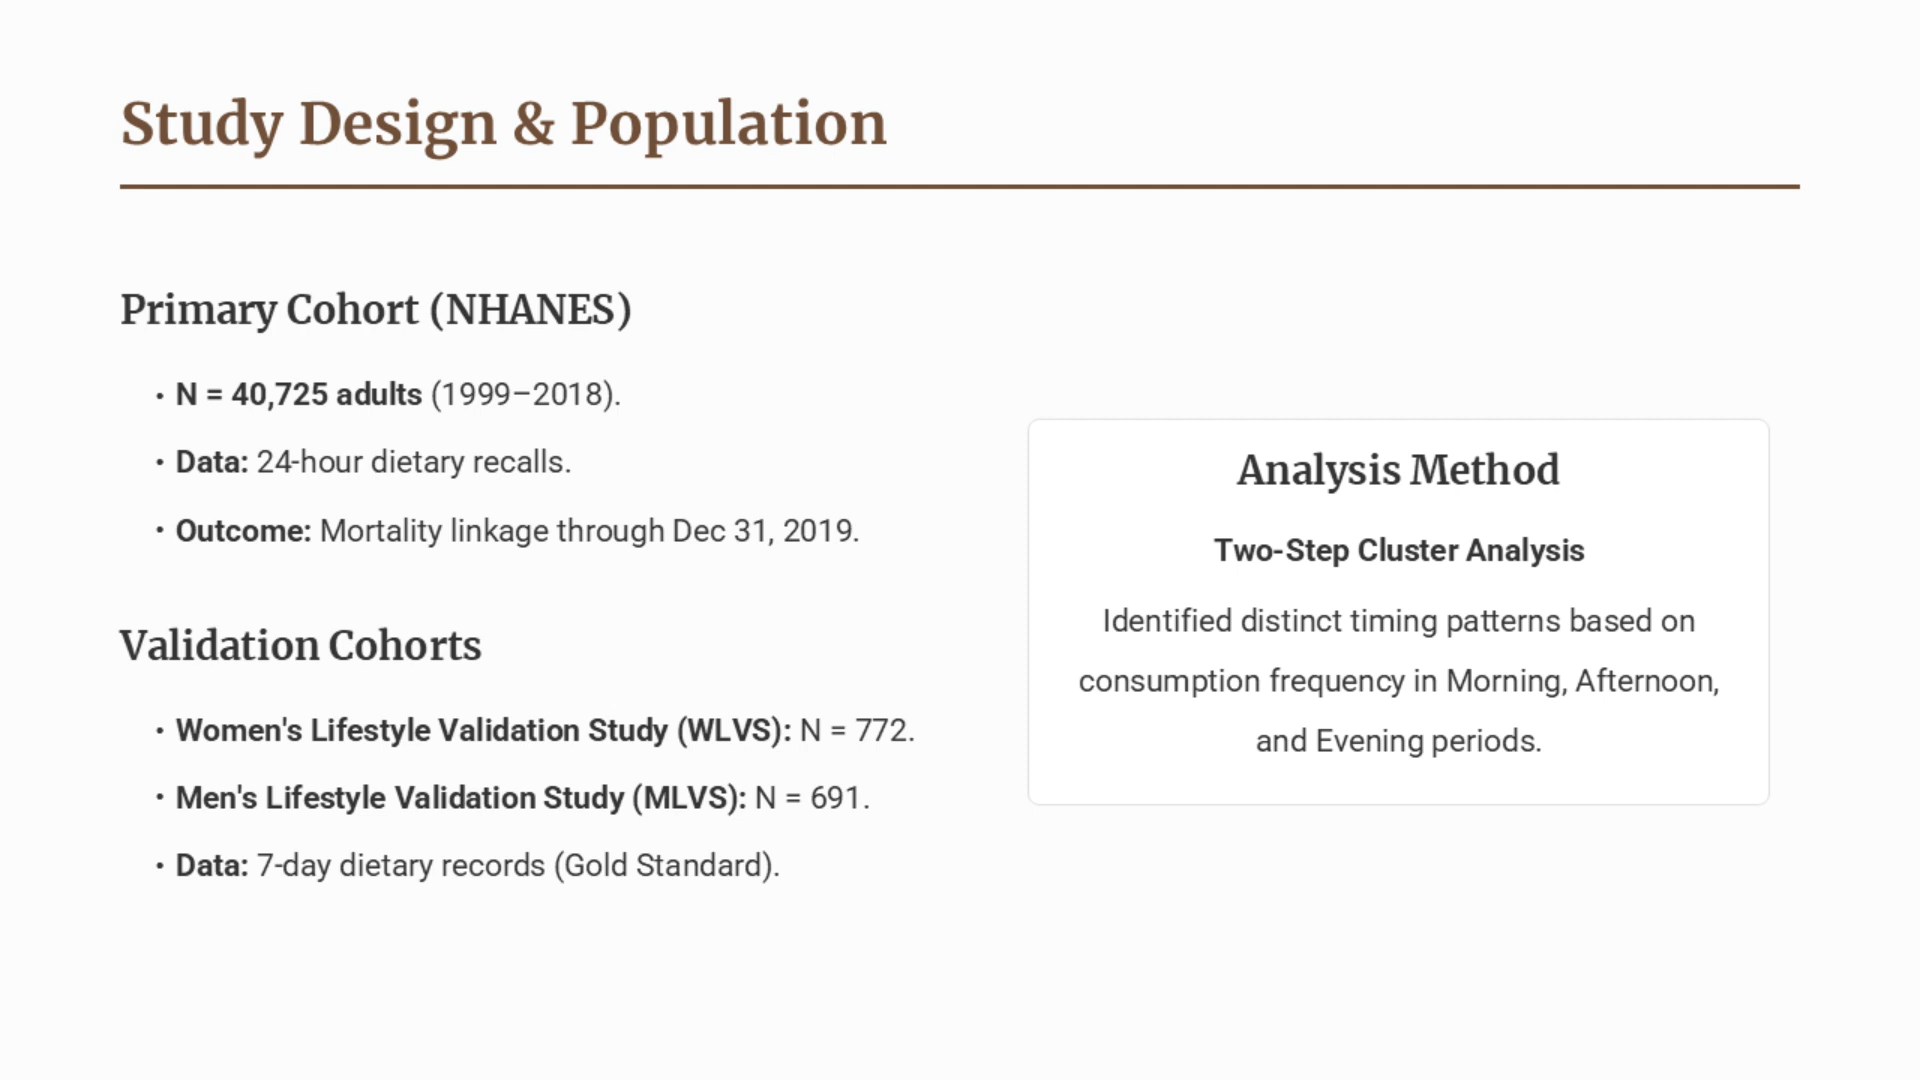 Study Design & Population
Primary Cohort (NHANES)
• N = 40,725 adults (1999–2018).
• Data: 24-hour dietary recalls.
• Outcome: Mortality linkage through Dec 31, 2019.
Validation Cohorts
• Women's Lifestyle Validation Study (WLVS): N = 772.
• Men's Lifestyle Validation Study (MLVS): N = 691.
• Data: 7-day dietary records (Gold Standard).
Analysis Method
Two-Step Cluster Analysis
Identified distinct timing patterns based on
consumption frequency in Morning, Afternoon,
and Evening periods.